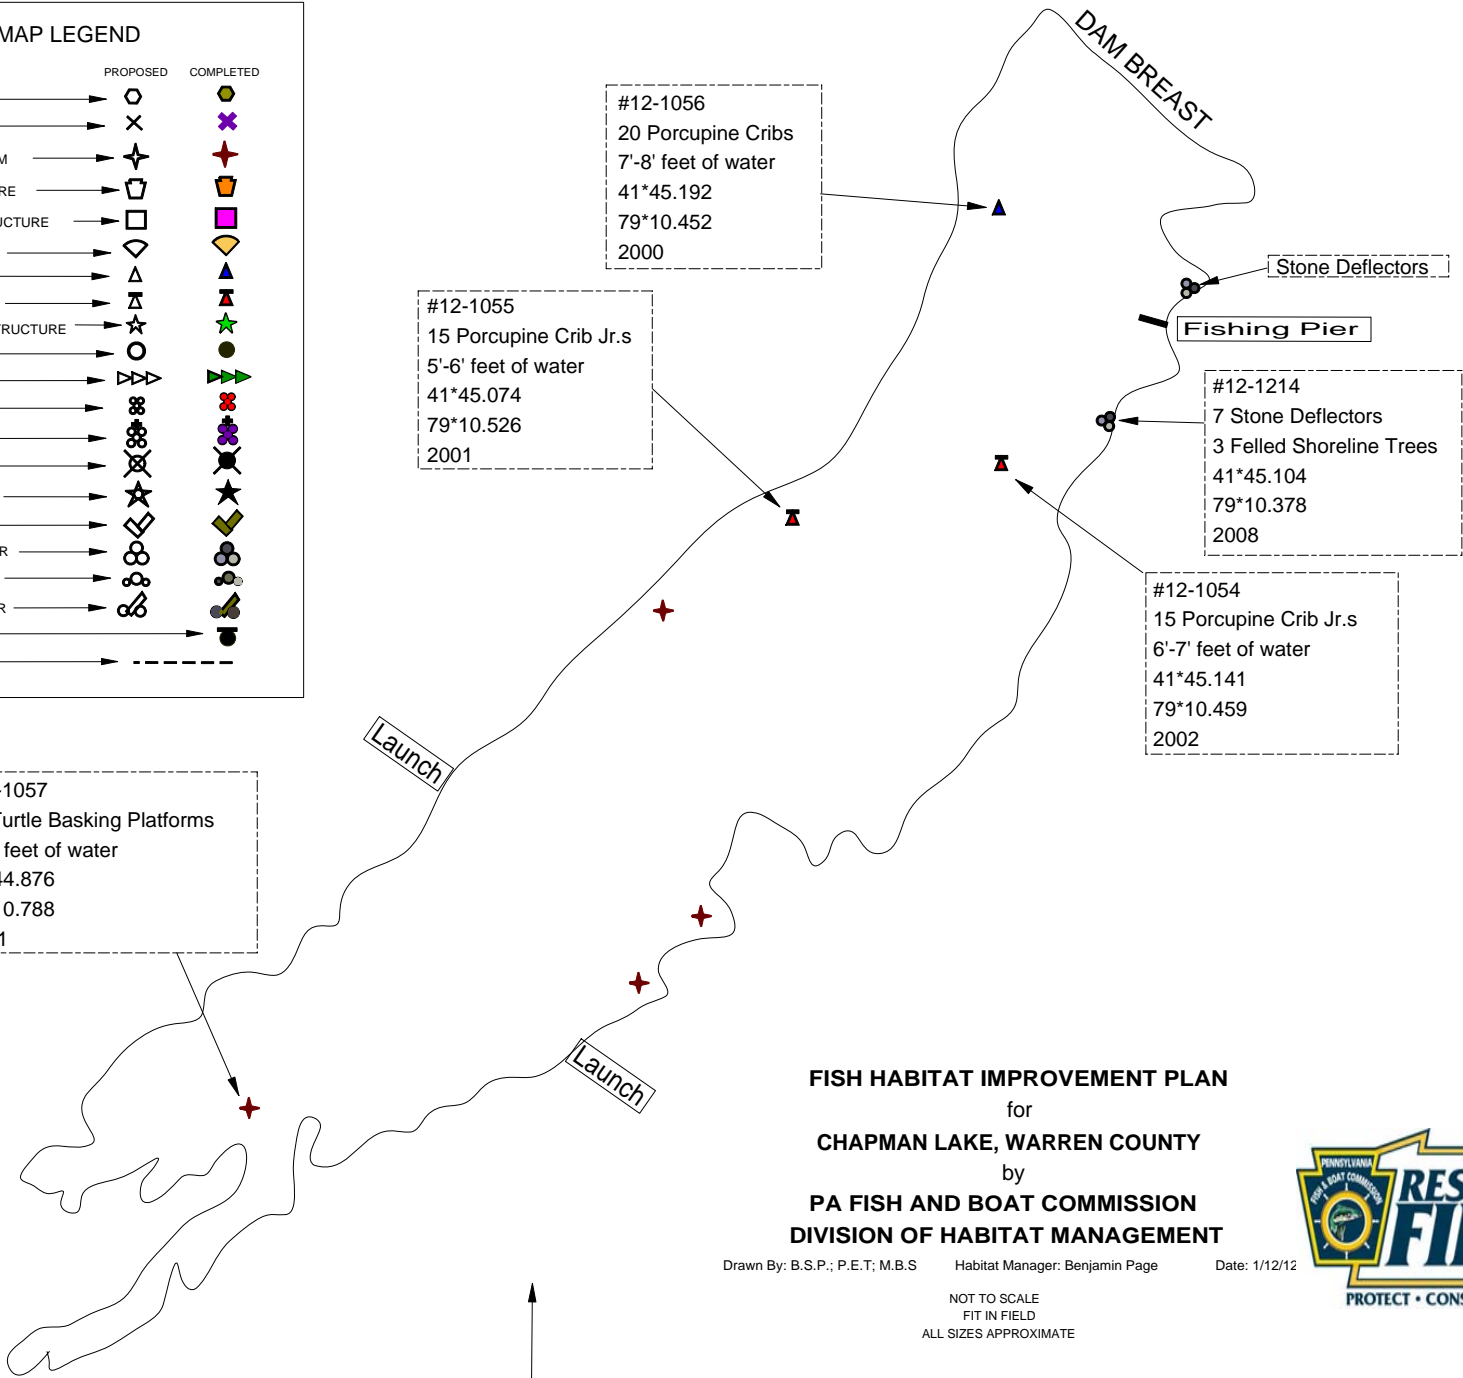 MAP LEGEND
PROPOSED COMPLETED
RE
UCTURE
TRUCTURE
R
R
DAM BREAST
#12-1056
20 Porcupine Cribs
7'-8' feet of water
41*45.192
79*10.452
2000
Stone Deflectors
Fishing Pier
#12-1055
15 Porcupine Crib Jr.s
5'-6' feet of water
41*45.074
79*10.526
2001
#12-1214
7 Stone Deflectors
3 Felled Shoreline Trees
41*45.104
79*10.378
2008
#12-1054
15 Porcupine Crib Jr.s
6'-7' feet of water
41*45.141
79*10.459
2002
Launch
-1057
Turtle Basking Platforms
feet of water
44.876
0.788
1
Launch
FISH HABITAT IMPROVEMENT PLAN
for
CHAPMAN LAKE, WARREN COUNTY
by
PA FISH AND BOAT COMMISSION
DIVISION OF HABITAT MANAGEMENT
Drawn By: B.S.P.; P.E.T; M.B.S Habitat Manager: Benjamin Page Date: 1/12/12
NOT TO SCALE
FIT IN FIELD
ALL SIZES APPROXIMATE
PENNSYLVANIA
FISH & BOAT COMMISSION
RES
FI
PROTECT • CONS